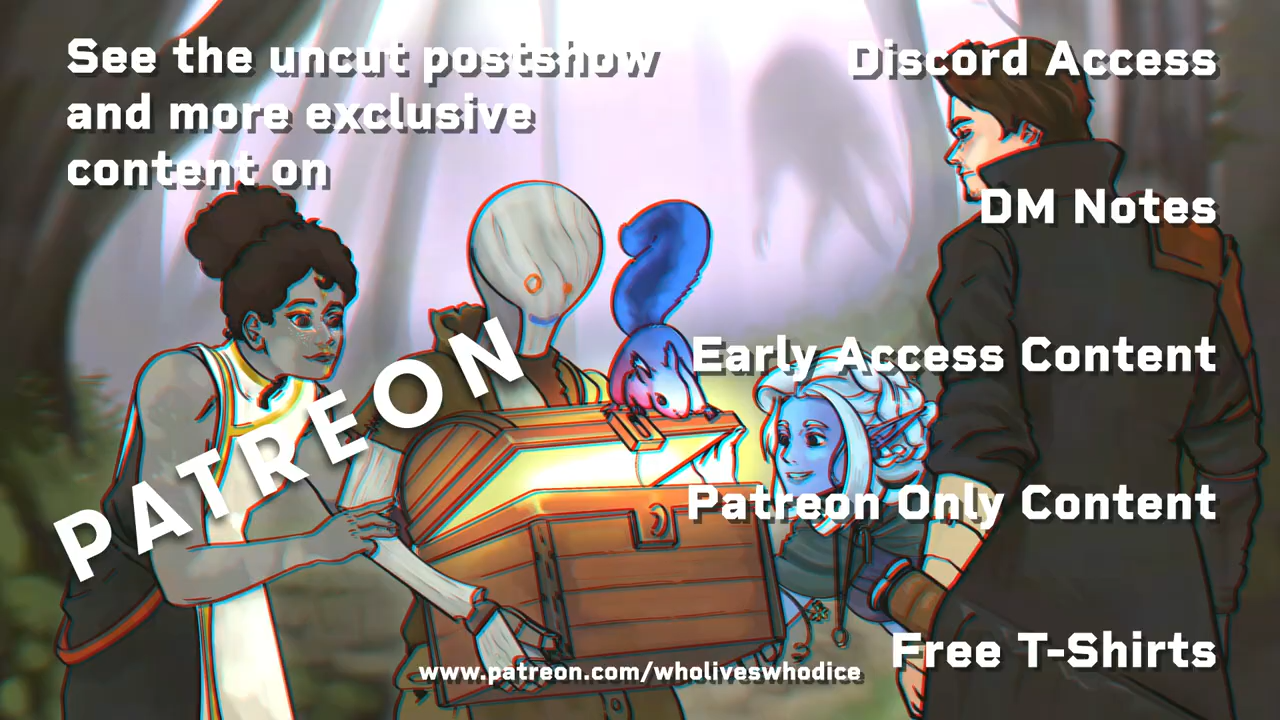 See the uncut postshow
and more exclusive
content on
PATREON
Discord Access
DM Notes
Early Access Content
Patreon Only Content
Free T-Shirts
www.patreon.com/wholiveswhodice